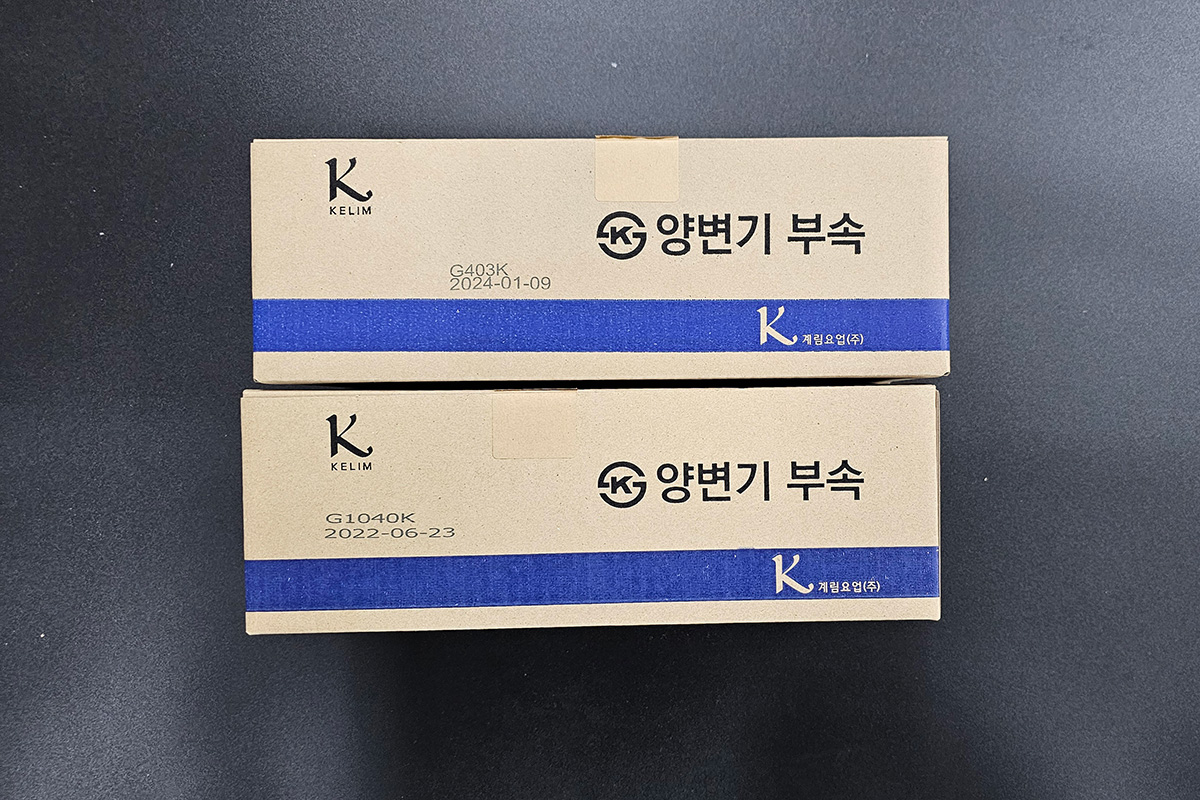 K
KELIM
KS 양변기 부속
G403K
2024-01-09
K 계림요업(주)
K
KELIM
KS 양변기 부속
G1040K
2022-06-23
K 계림요업(주)